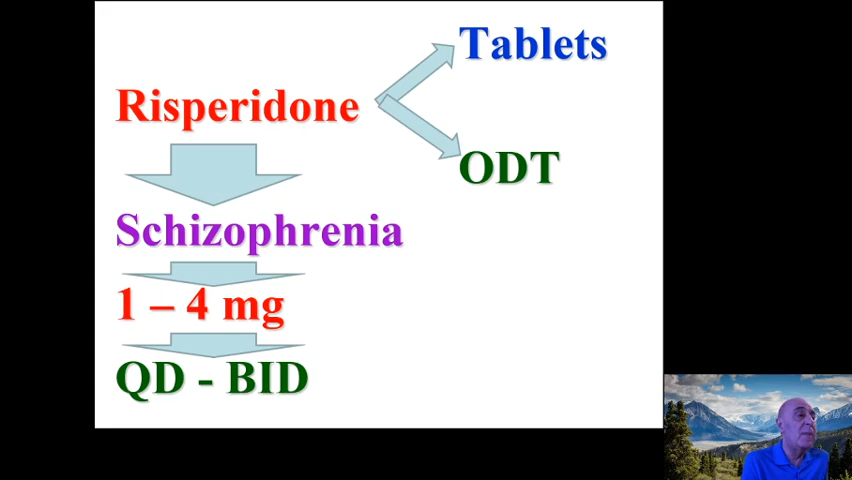 Tablets
Risperidone
ODT
Schizophrenia
1 – 4 mg
QD - BID